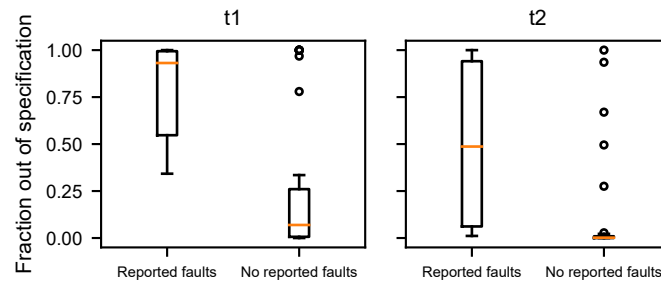 t1
t2
Fraction out of specification
1.00
0.75
0.50
0.25
0.00
Reported faults
No reported faults
Reported faults
No reported faults